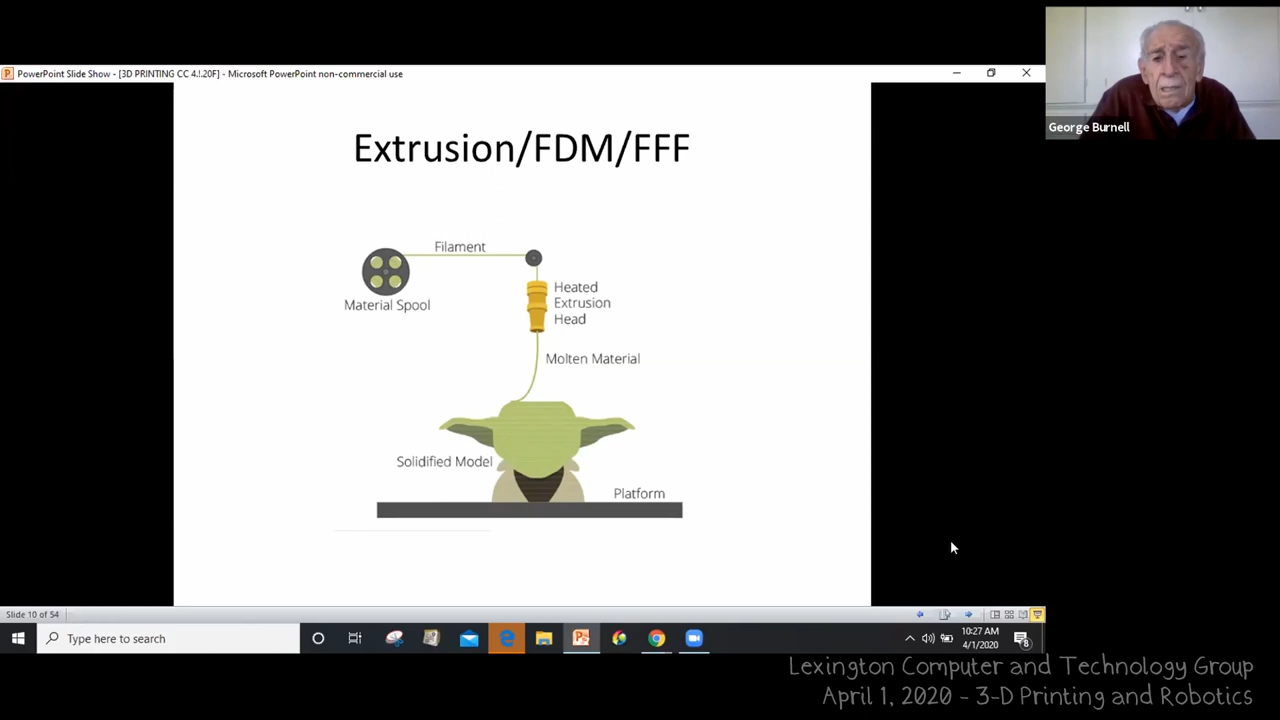 PowerPoint Slide Show - [3D PRINTING CC 4.!.20F] - Microsoft PowerPoint non-commercial use
George Burnell
Extrusion/FDM/FFF
Filament
Material Spool
Heated
Extrusion
Head
Molten Material
Solidified Model
Platform
Slide 10 of 54
Type here to search
10:27 AM
4/1/2020
8
Lexington Computer and Technology Group
April 1, 2020 - 3-D Printing and Robotics